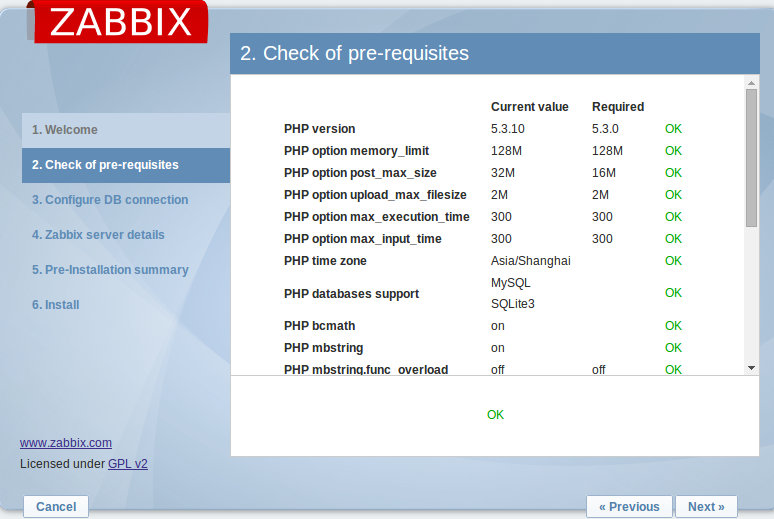 ZABBIX
2. Check of pre-requisites
1. Welcome
2. Check of pre-requisites
3. Configure DB connection
4. Zabbix server details
5. Pre-Installation summary
6. Install
Current value Required
PHP version 5.3.10 5.3.0 OK
PHP option memory_limit 128M 128M OK
PHP option post_max_size 32M 16M OK
PHP option upload_max_filesize 2M 2M OK
PHP option max_execution_time 300 300 OK
PHP option max_input_time 300 300 OK
PHP time zone Asia/Shanghai OK
PHP databases support MySQL
SQLite3 OK
PHP bcmath on OK
PHP mbstring on OK
PHP mbstring.func_overload off off OK
OK
www.zabbix.com
Licensed under GPL v2
Cancel « Previous Next »